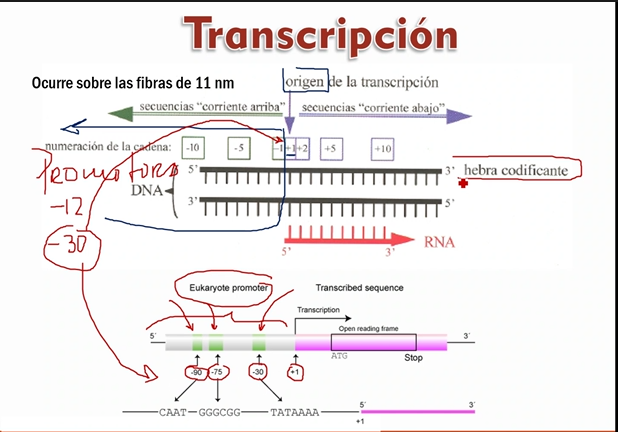 Transcripción
Ocurre sobre las fibras de 11 nm
origen de la transcripción
secuencias "corriente arriba"
secuencias "corriente abajo"
numeración de la cadena:
-10
-5
-1
+1
+2
+5
+10
PROMOTORA
5'
3'
hebra codificante
DNA
-12
3'
5'
-30
RNA
5'
3'
Eukaryote promoter
Transcribed sequence
Transcription
Open reading frame
5'
3'
ATG
Stop
-90
-75
-30
+1
CAAT
GGGCGG
TATAAAA
5'
3'
+1